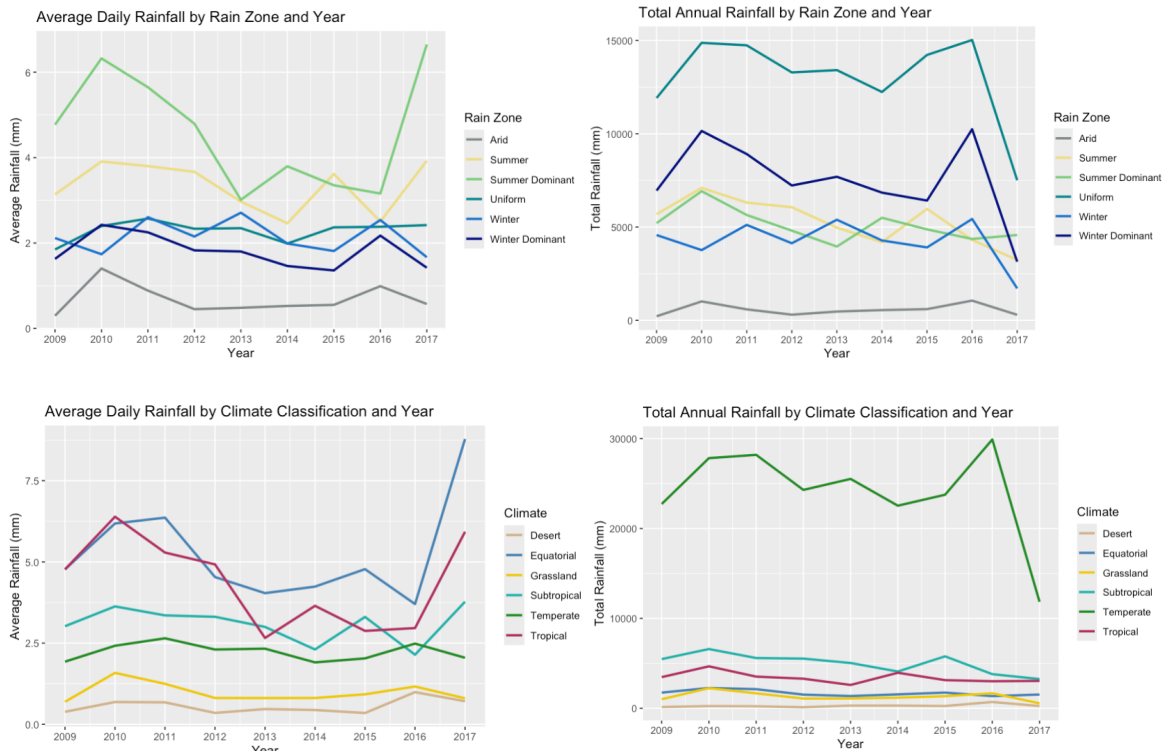 Average Daily Rainfall by Rain Zone and Year
6
4
2
0
Average Rainfall (mm)
2009 2010 2011 2012 2013 2014 2015 2016 2017
Year
Rain Zone
Arid
Summer
Summer Dominant
Uniform
Winter
Winter Dominant
Total Annual Rainfall by Rain Zone and Year
15000
10000
5000
0
Total Rainfall (mm)
2009 2010 2011 2012 2013 2014 2015 2016 2017
Year
Rain Zone
Arid
Summer
Summer Dominant
Uniform
Winter
Winter Dominant
Average Daily Rainfall by Climate Classification and Year
7.5
5.0
2.5
0.0
Average Rainfall (mm)
2009 2010 2011 2012 2013 2014 2015 2016 2017
Year
Climate
Desert
Equatorial
Grassland
Subtropical
Temperate
Tropical
Total Annual Rainfall by Climate Classification and Year
30000
20000
10000
0
Total Rainfall (mm)
2009 2010 2011 2012 2013 2014 2015 2016 2017
Year
Climate
Desert
Equatorial
Grassland
Subtropical
Temperate
Tropical